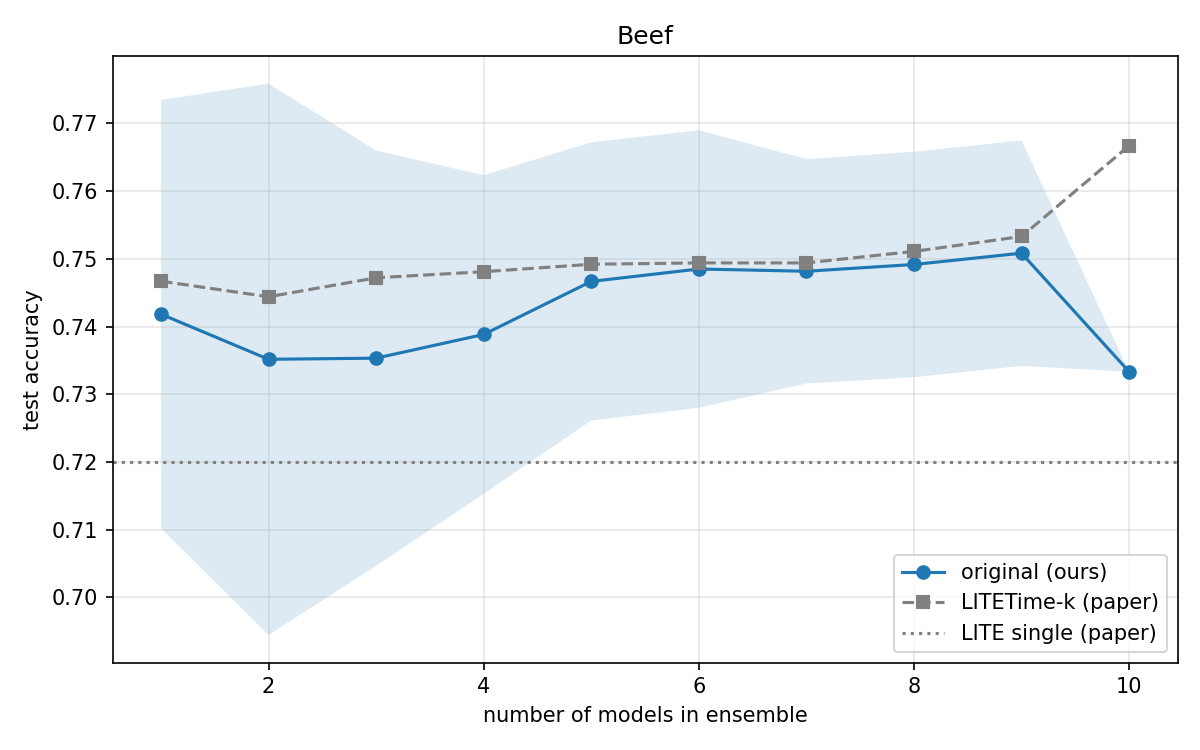 Beef
test accuracy
0.77
0.76
0.75
0.74
0.73
0.72
0.71
0.70
2
4
6
8
10
number of models in ensemble
original (ours)
LITETime-k (paper)
LITE single (paper)